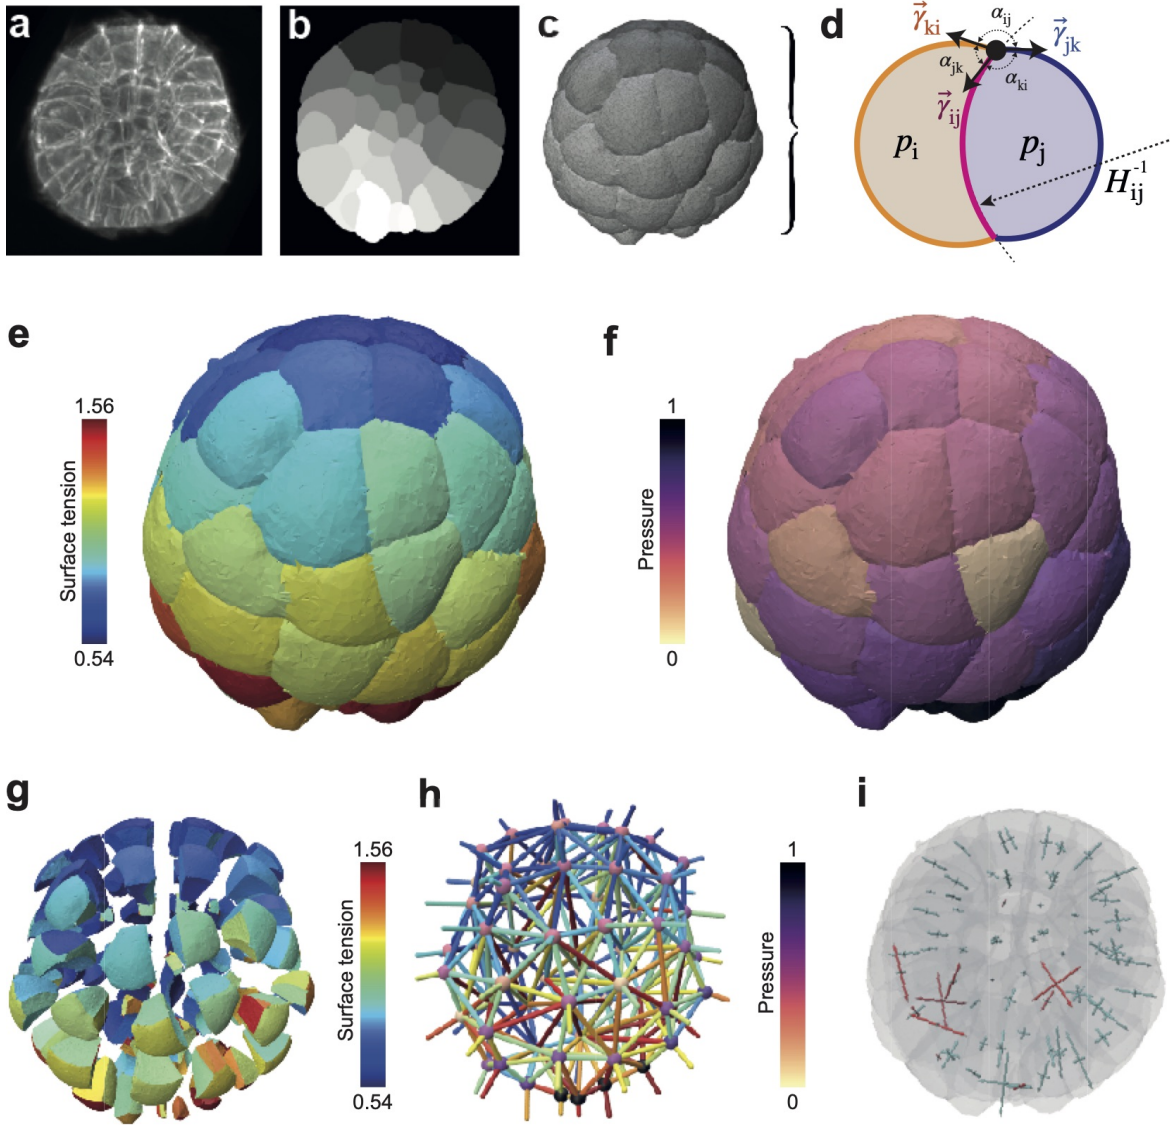 a
b
c
d
γ⃗ki
αij
γ⃗jk
αjk
αki
γ⃗ij
pi
pj
H⁻¹ij
e
1.56
Surface tension
0.54
f
1
Pressure
0
g
1.56
Surface tension
0.54
h
1
Pressure
0
i